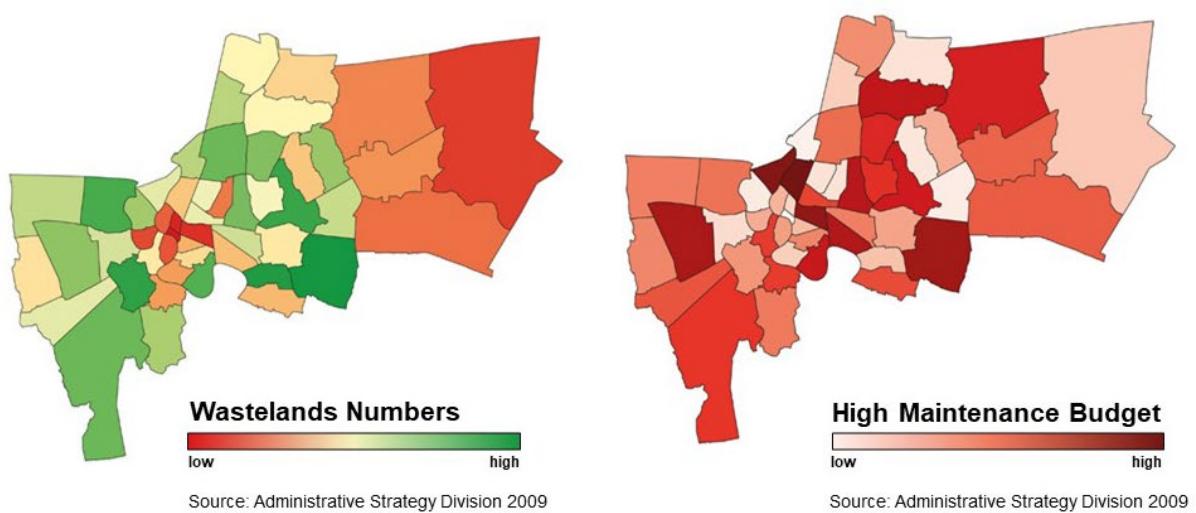 Wastelands Numbers
low high
Source: Administrative Strategy Division 2009
High Maintenance Budget
low high
Source: Administrative Strategy Division 2009